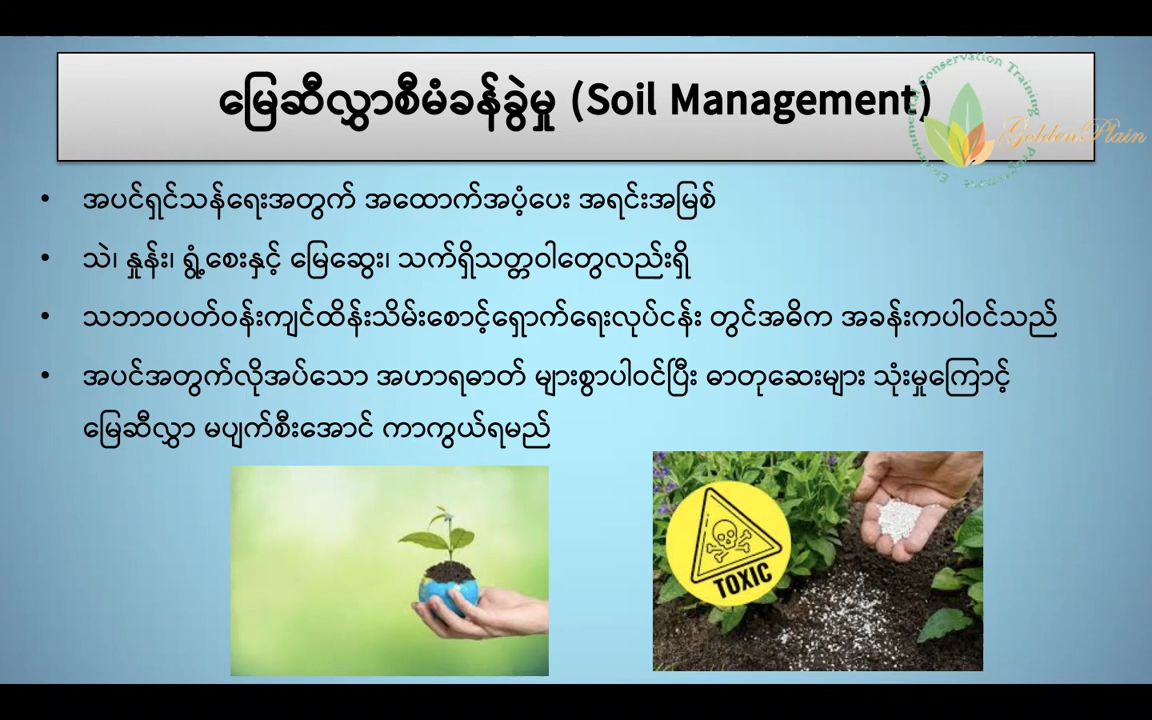 မြေဆီလွှာစီမံခန်ခွဲမှု (Soil Management)
Environmental Conservation Training Programme
Golden Plain
• အပင်ရှင်သန်ရေးအတွက် အထောက်အပံ့ပေး အရင်းအမြစ်
• သဲ၊ နှုန်း၊ ရွံ့စေးနှင့် မြေဆွေး၊ သက်ရှိသတ္တဝါတွေလည်းရှိ
• သဘာဝပတ်ဝန်းကျင်ထိန်းသိမ်းစောင့်ရှောက်ရေးလုပ်ငန်း တွင်အဓိက အခန်းကပါဝင်သည်
• အပင်အတွက်လိုအပ်သော အဟာရဓာတ် များစွာပါဝင်ပြီး ဓာတုဆေးများ သုံးမှုကြောင့်
မြေဆီလွှာ မပျက်စီးအောင် ကာကွယ်ရမည်
TOXIC